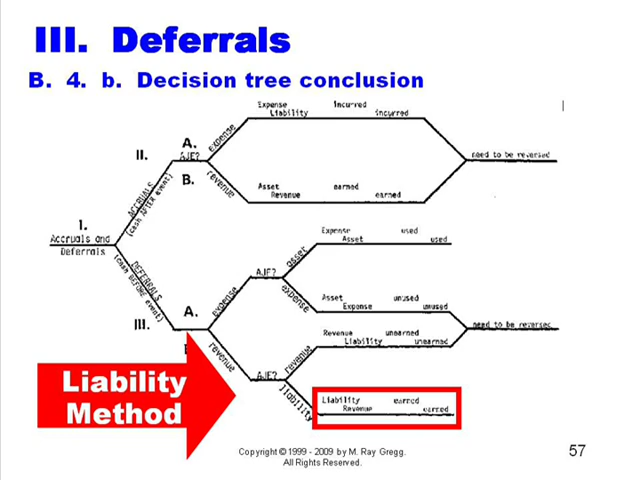 III. Deferrals
B. 4. b. Decision tree conclusion
Expense incurred
Liability incurred
A.
II.
AJE?
expense
need to be reversed
B.
revenue
Asset earned
Revenue earned
ACCRUALS
(cash AFTER event)
I.
Accruals and
Deferrals
DEFERRALS
(cash BEFORE event)
Expense used
Asset used
asset
AJE?
expense
expense
Asset unused
Expense unused
A.
III.
need to be reversed
Revenue unearned
Liability unearned
revenue
revenue
AJE?
liability
Liability earned
Revenue earned
Liability
Method
Copyright © 1999 - 2009 by M. Ray Gregg.
All Rights Reserved.
57